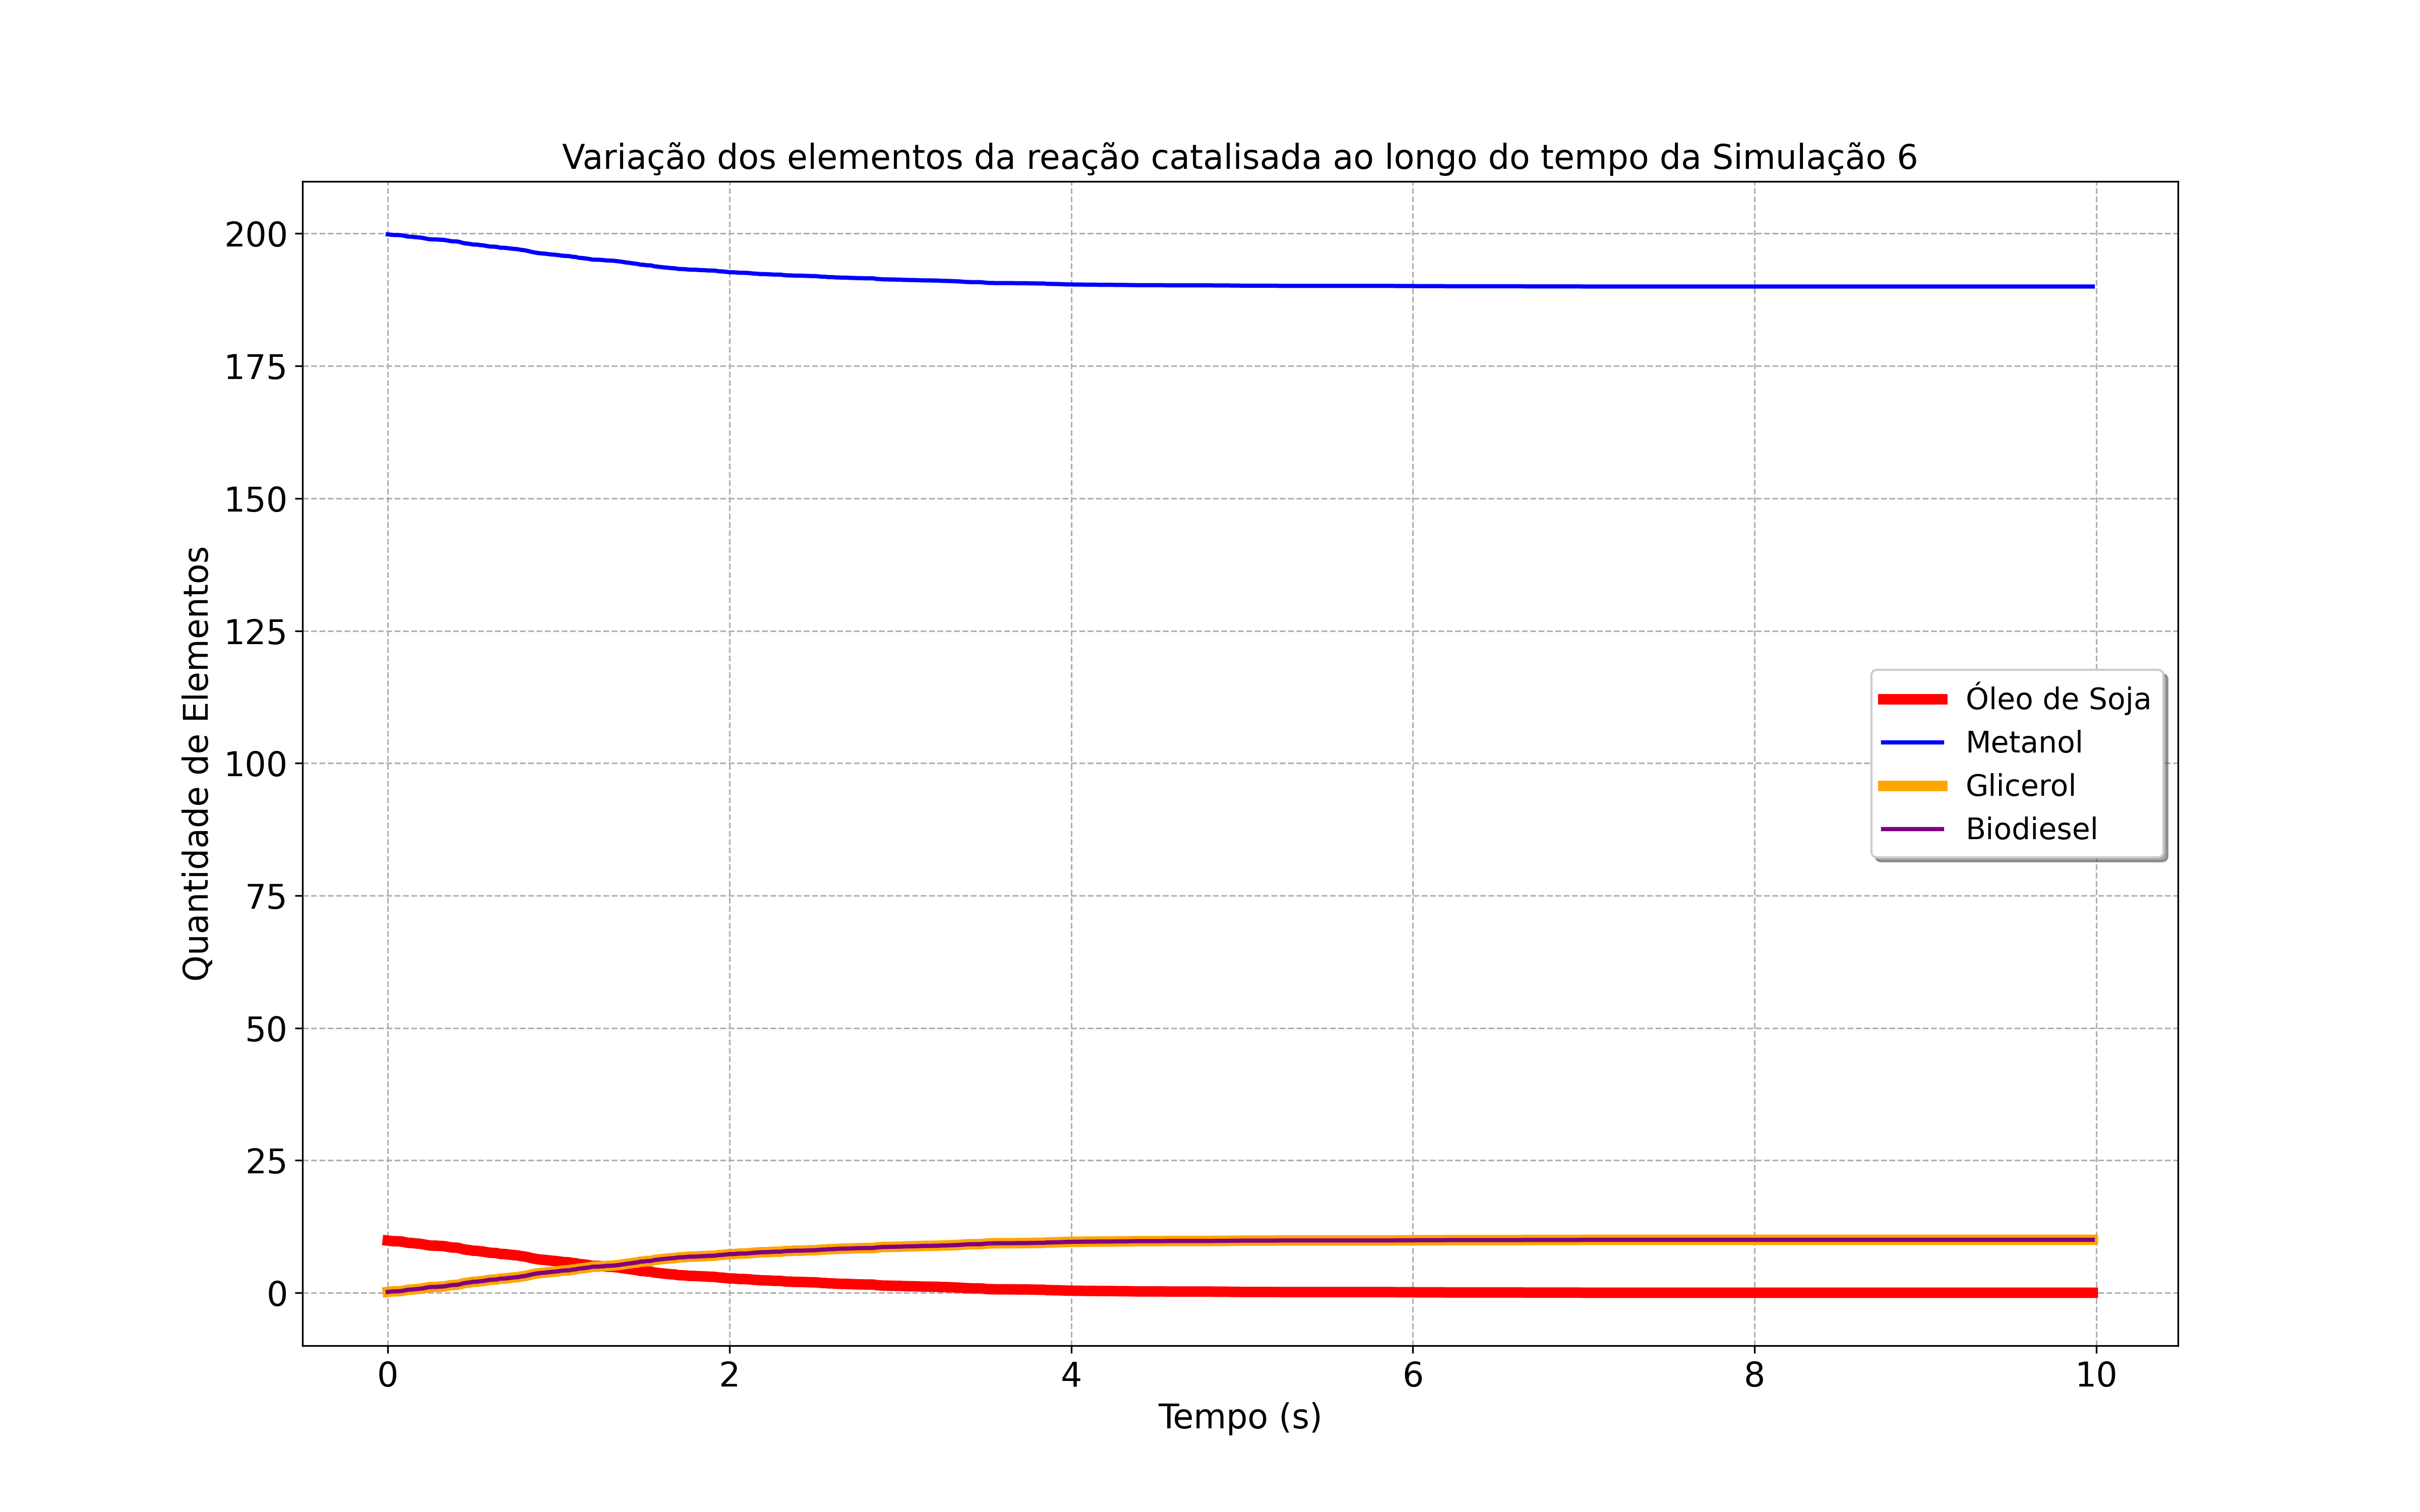 Variação dos elementos da reação catalisada ao longo do tempo da Simulação 6
Quantidade de Elementos
200
175
150
125
100
75
50
25
0
Óleo de Soja
Metanol
Glicerol
Biodiesel
0 2 4 6 8 10
Tempo (s)